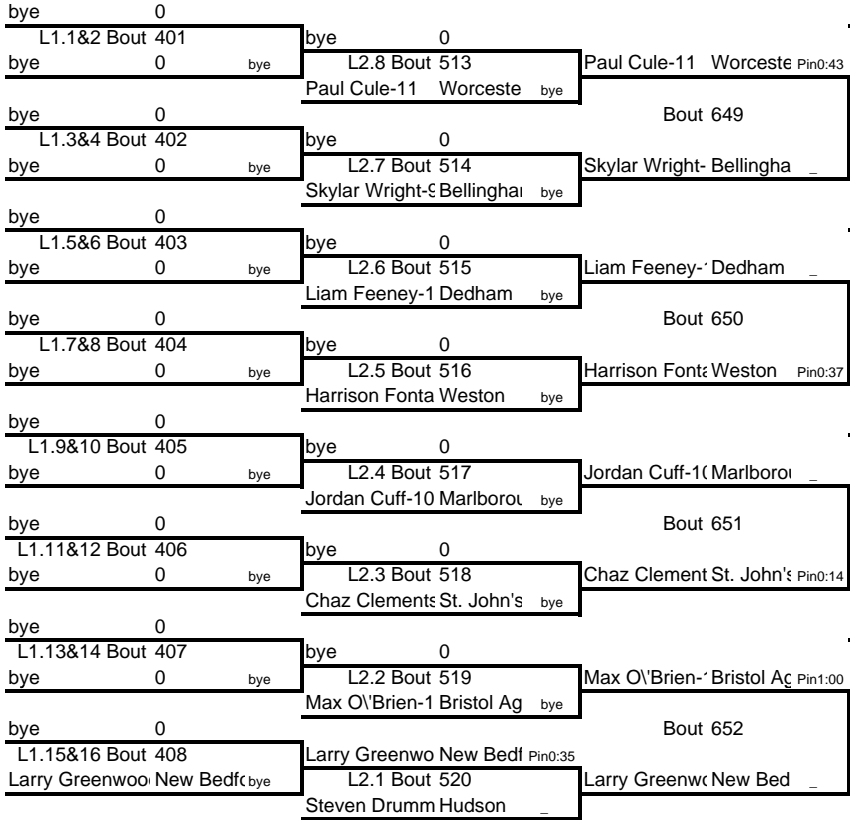 bye 0
L1.1&2 Bout 401 bye 0
bye 0 bye L2.8 Bout 513 Paul Cule-11 Worceste Pin0:43
Paul Cule-11 Worceste bye
bye 0 Bout 649
L1.3&4 Bout 402 bye 0
bye 0 bye L2.7 Bout 514 Skylar Wright- Bellingha _
Skylar Wright-9 Bellinghar bye
bye 0
L1.5&6 Bout 403 bye 0
bye 0 bye L2.6 Bout 515 Liam Feeney-1 Dedham _
Liam Feeney-1 Dedham bye
bye 0 Bout 650
L1.7&8 Bout 404 bye 0
bye 0 bye L2.5 Bout 516 Harrison Fonta Weston Pin0:37
Harrison Fonta Weston bye
bye 0
L1.9&10 Bout 405 bye 0
bye 0 bye L2.4 Bout 517 Jordan Cuff-10 Marlborou _
Jordan Cuff-10 Marlborou bye
bye 0 Bout 651
L1.11&12 Bout 406 bye 0
bye 0 bye L2.3 Bout 518 Chaz Clement St. John's Pin0:14
Chaz Clements St. John's bye
bye 0
L1.13&14 Bout 407 bye 0
bye 0 bye L2.2 Bout 519 Max O\'Brien-1 Bristol Ag Pin1:00
Max O\'Brien-1 Bristol Ag bye
bye 0 Bout 652
L1.15&16 Bout 408 Larry Greenwo New Bedf Pin0:35
Larry Greenwood New Bedfo bye L2.1 Bout 520 Larry Greenwo New Bed _
Steven Drumm Hudson _